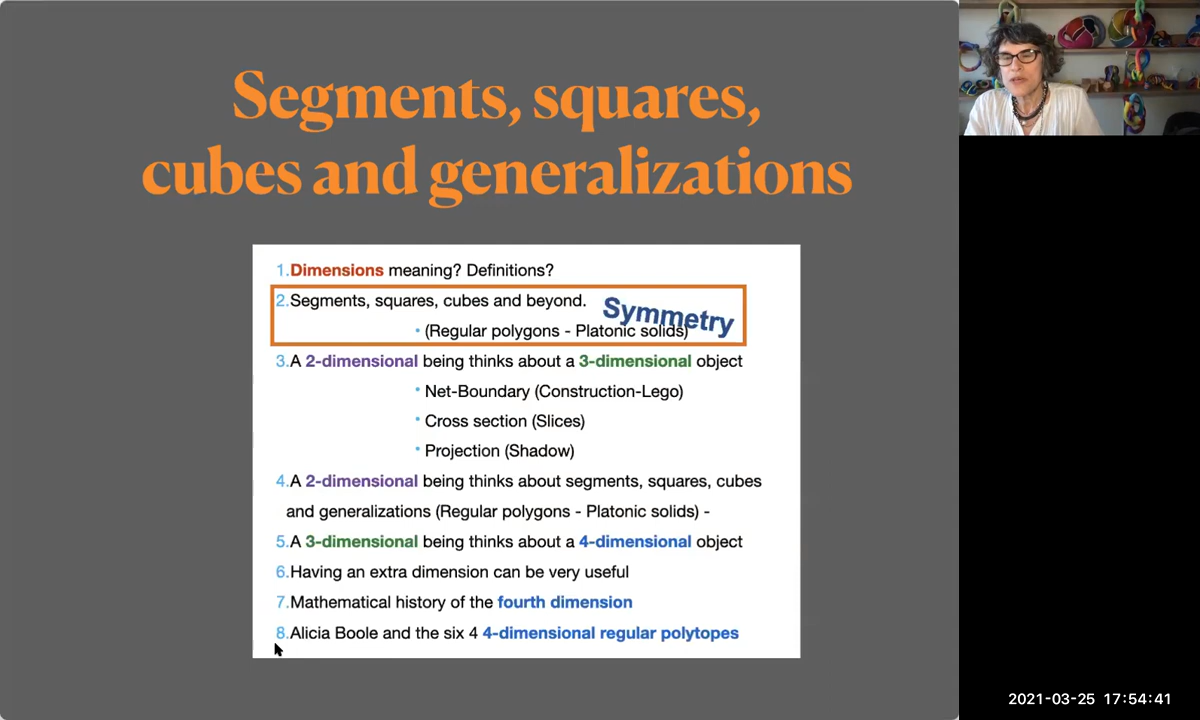 Segments, squares,
cubes and generalizations
1.Dimensions meaning? Definitions?
2.Segments, squares, cubes and beyond.
Symmetry
• (Regular polygons - Platonic solids)
3.A 2-dimensional being thinks about a 3-dimensional object
• Net-Boundary (Construction-Lego)
• Cross section (Slices)
• Projection (Shadow)
4.A 2-dimensional being thinks about segments, squares, cubes
and generalizations (Regular polygons - Platonic solids) -
5.A 3-dimensional being thinks about a 4-dimensional object
6.Having an extra dimension can be very useful
7.Mathematical history of the fourth dimension
8.Alicia Boole and the six 4 4-dimensional regular polytopes
2021-03-25 17:54:41